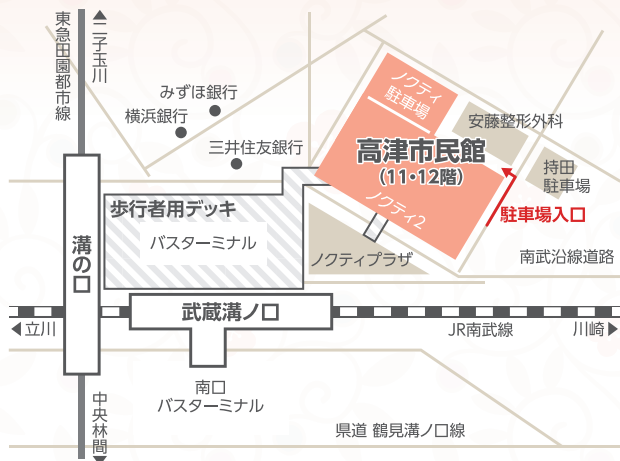 東急田園都市線
▲二子玉川
みずほ銀行
横浜銀行
三井住友銀行
ノクティ
駐車場
安藤整形外科
高津市民館
(11・12階)
持田
駐車場
駐車場入口
ノクティ2
歩行者用デッキ
バスターミナル
ノクティプラザ
南武沿線道路
溝の口
武蔵溝ノ口
◀立川
JR南武線
川崎▶
南口
バスターミナル
中央林間▼
県道 鶴見溝ノ口線